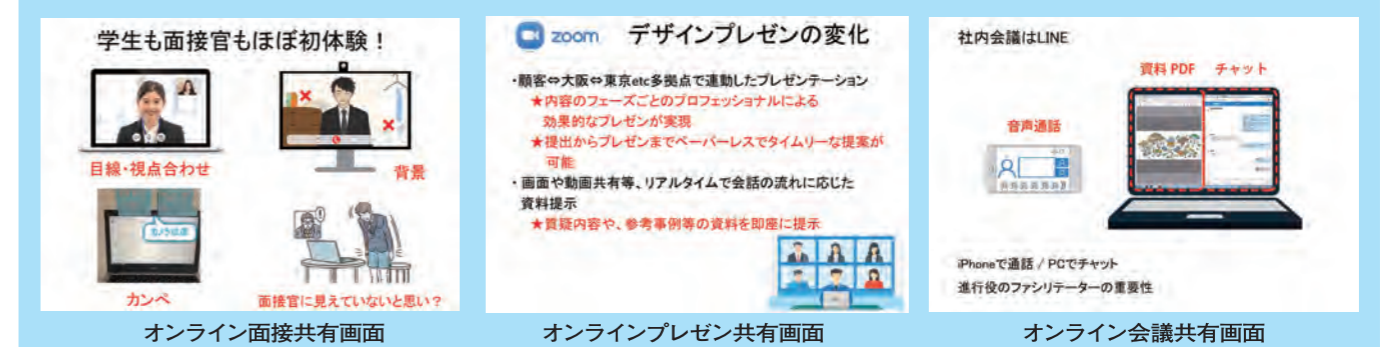 学生も面接官もほぼ初体験！
目線・視点合わせ
背景
カンペ
面接官に見えていないと思い？
オンライン面接共有画面
zoom デザインプレゼンの変化
・顧客⇔大阪⇔東京etc多拠点で連動したプレゼンテーション
★内容のフェーズごとのプロフェッショナルによる
効果的なプレゼンが実現
★提出からプレゼンまでペーパーレスでタイムリーな提案が
可能
・画面や動画共有等、リアルタイムで会話の流れに応じた
資料提示
★質疑内容や、参考事例等の資料を即座に提示
オンラインプレゼン共有画面
社内会議はLINE
資料 PDF チャット
音声通話
iPhoneで通話 / PCでチャット
進行役のファシリテーターの重要性
オンライン会議共有画面